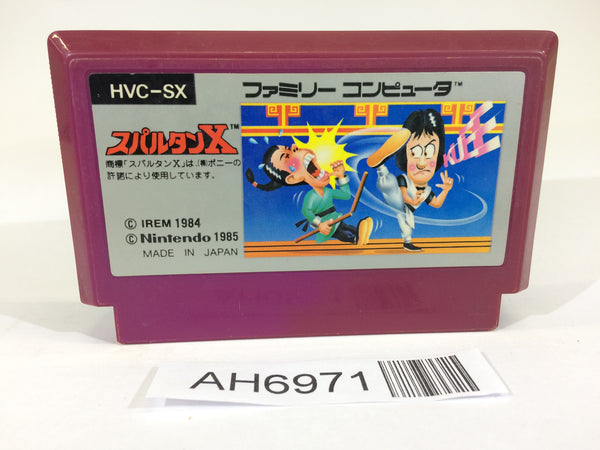 HVC-SX
ファミリー コンピュータ™
スパルタンX™
商標「スパルタンX」は、(株)ポニーの
許諾により使用しています。
© IREM 1984
© Nintendo 1985
MADE IN JAPAN
AH6971